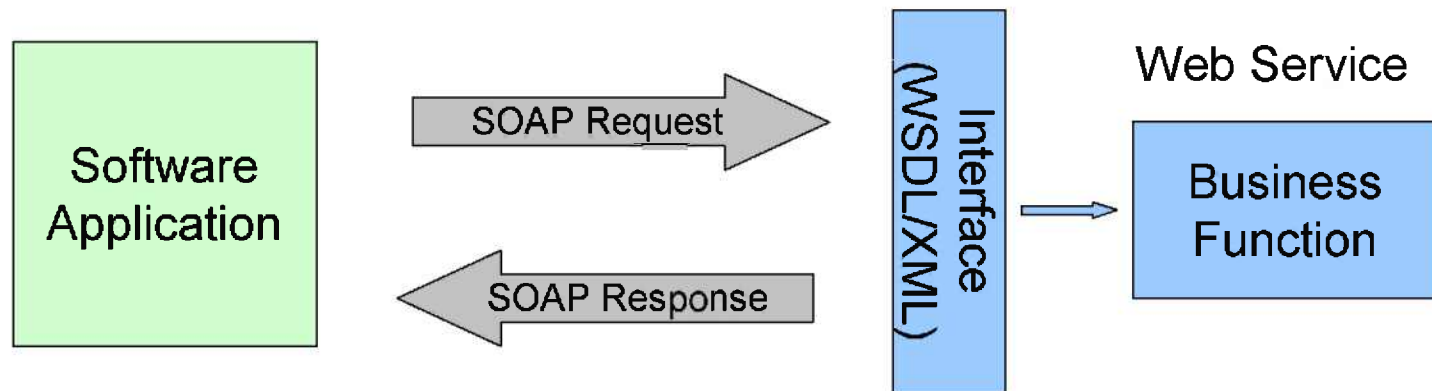 Software
Application
SOAP Request
SOAP Response
Interface
(WSDL/XML)
Web Service
Business
Function